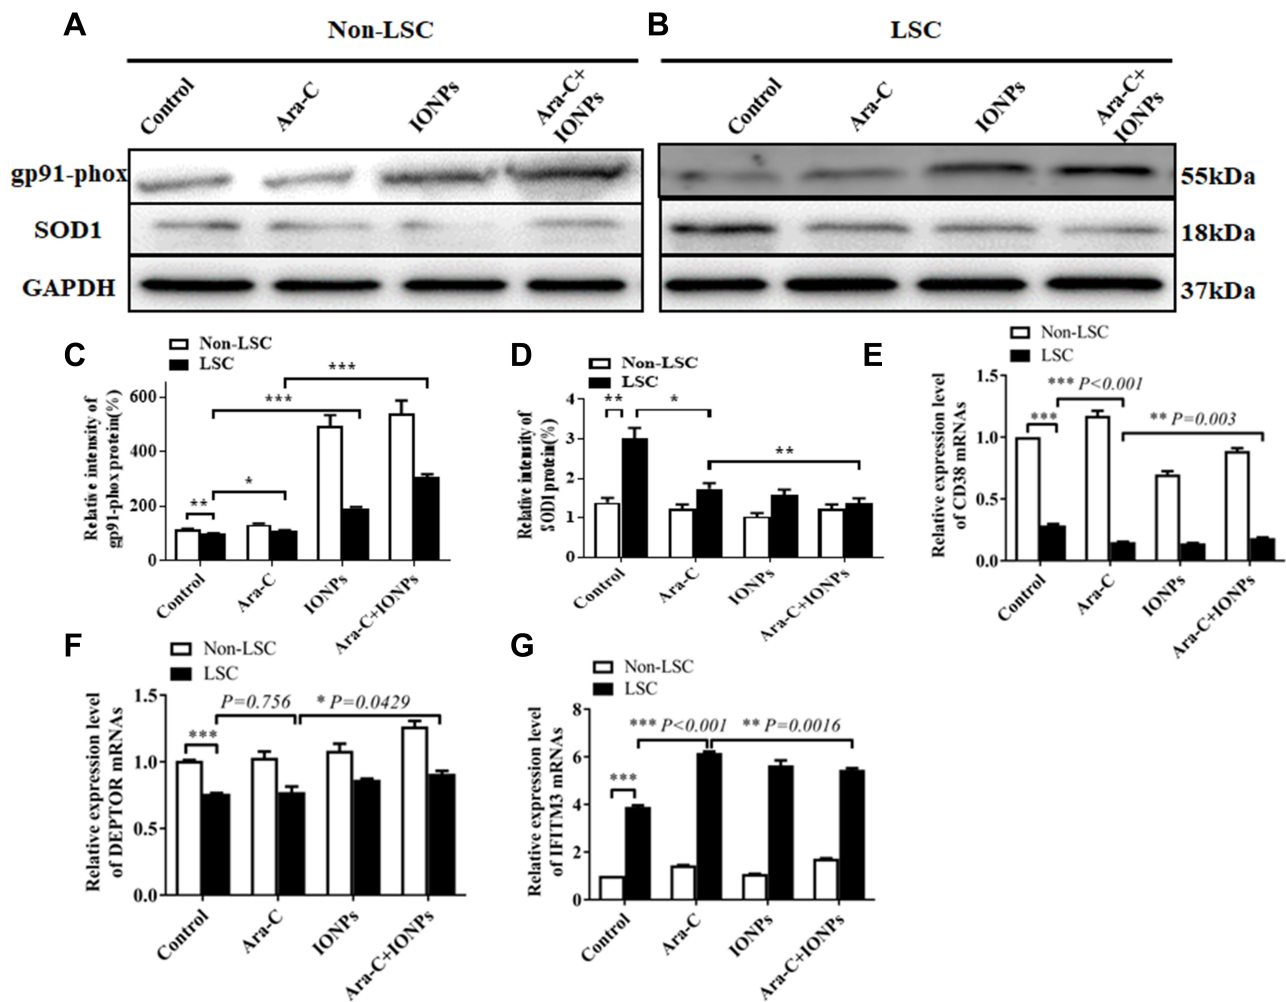 A
Non-LSC
B
LSC
Control
Ara-C
IONPs
Ara-C+
IONPs
Control
Ara-C
IONPs
Ara-C+
IONPs
gp91-phox
55kDa
SOD1
18kDa
GAPDH
37kDa
C
Non-LSC
LSC
Relative intensity of
gp91-phox protein(%)
600
400
200
0
**
*
***
***
Control
Ara-C
IONPs
Ara-C+IONPs
D
Non-LSC
LSC
Relative intensity of
SOD1 protein(%)
4
3
2
1
0
**
*
**
Control
Ara-C
IONPs
Ara-C+IONPs
E
Non-LSC
LSC
Relative expression level
of CD38 mRNAs
1.5
1.0
0.5
0.0
***
*** P<0.001
** P=0.003
Control
Ara-C
IONPs
Ara-C+IONPs
F
Non-LSC
LSC
Relative expression level
of DEPTOR mRNAs
1.5
1.0
0.5
0.0
***
P=0.756
* P=0.0429
Control
Ara-C
IONPs
Ara-C+IONPs
G
Non-LSC
LSC
Relative expression level
of IFITM3 mRNAs
8
6
4
2
0
***
*** P<0.001
** P=0.0016
Control
Ara-C
IONPs
Ara-C+IONPs